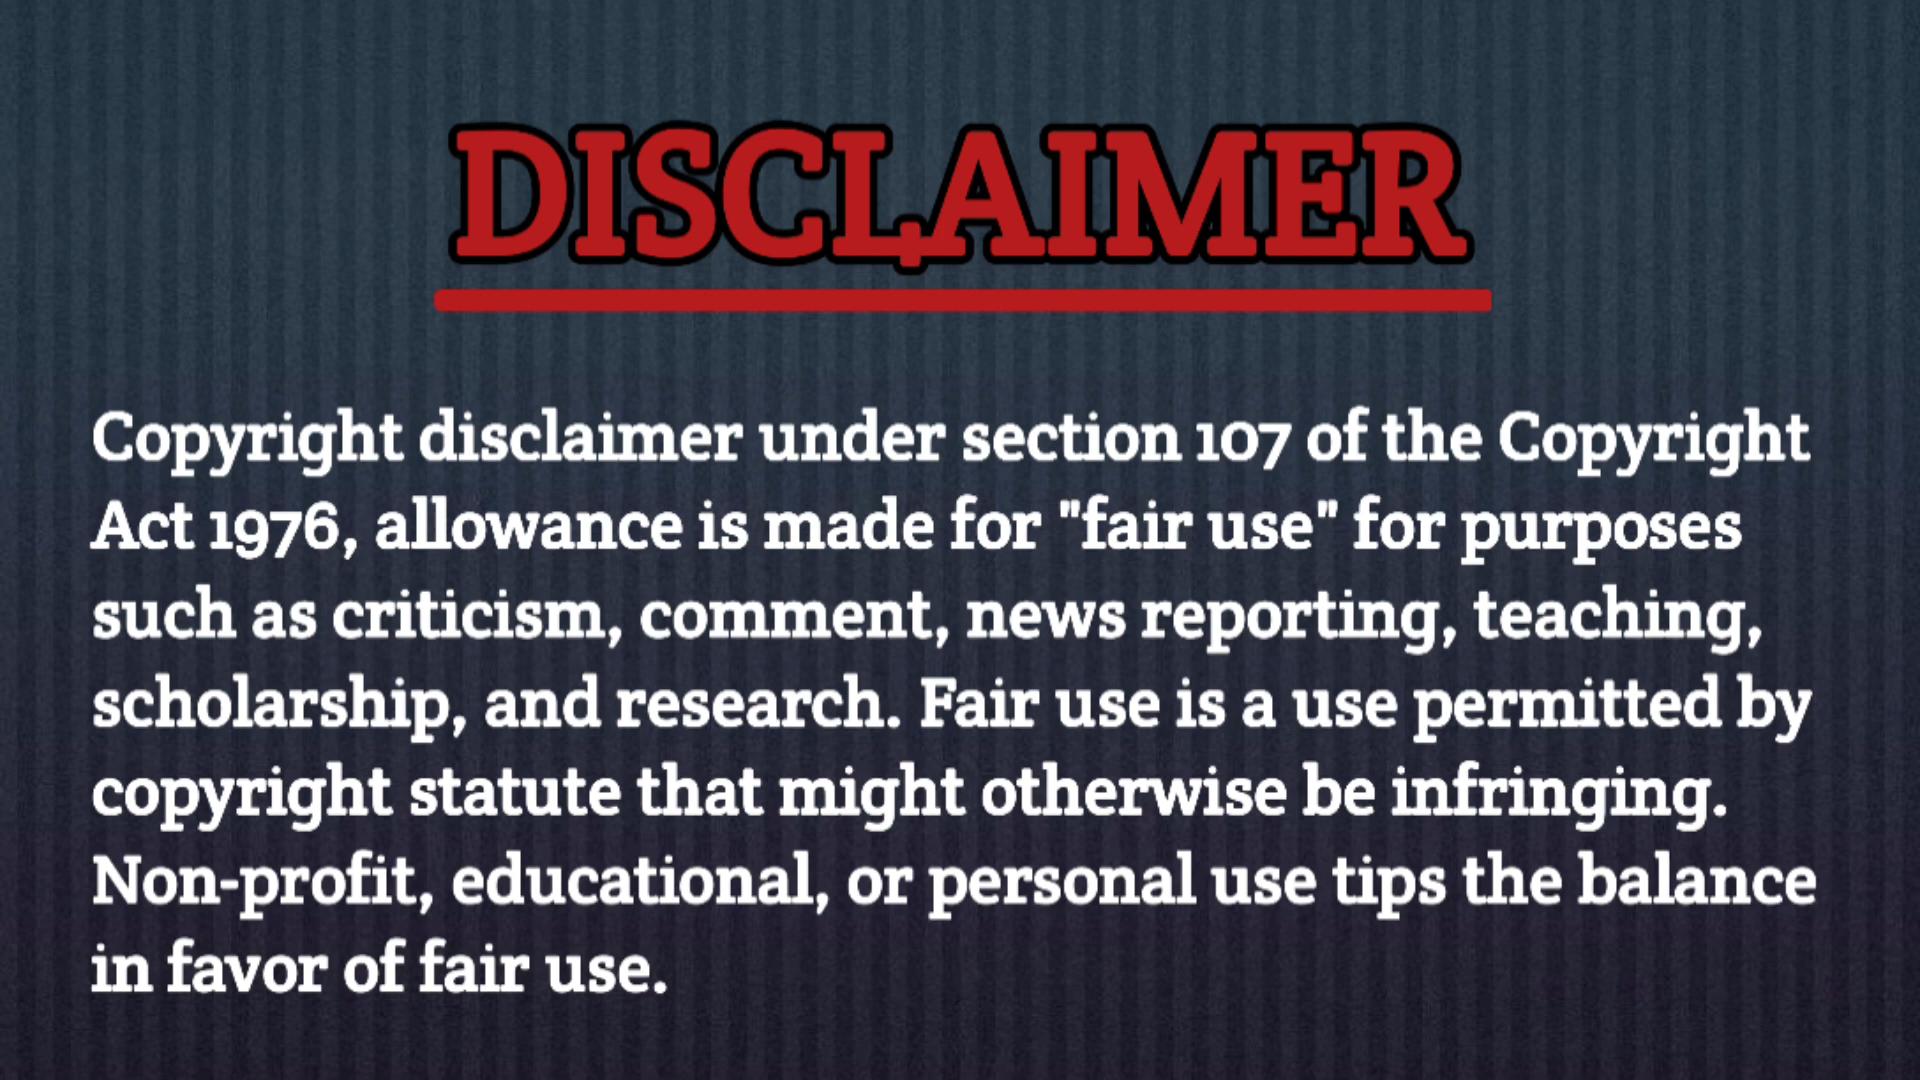 DISCLAIMER
Copyright disclaimer under section 107 of the Copyright
Act 1976, allowance is made for "fair use" for purposes
such as criticism, comment, news reporting, teaching,
scholarship, and research. Fair use is a use permitted by
copyright statute that might otherwise be infringing.
Non-profit, educational, or personal use tips the balance
in favor of fair use.